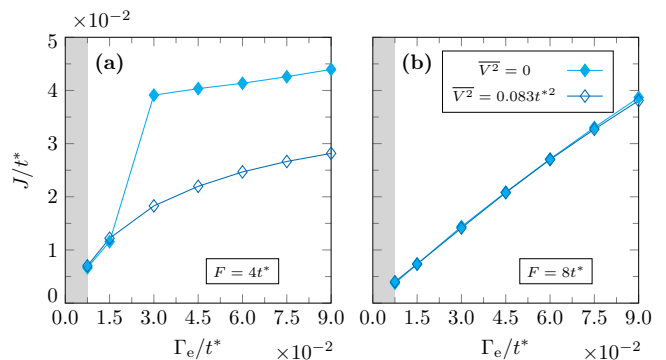 ×10⁻²
5
4
3
2
1
0
J/t*
(a)
F = 4t*
0.0 1.5 3.0 4.5 6.0 7.5 9.0
Γₑ/t* ×10⁻²
(b)
V̅²̅ = 0
V̅²̅ = 0.083t*²
F = 8t*
0.0 1.5 3.0 4.5 6.0 7.5 9.0
Γₑ/t* ×10⁻²